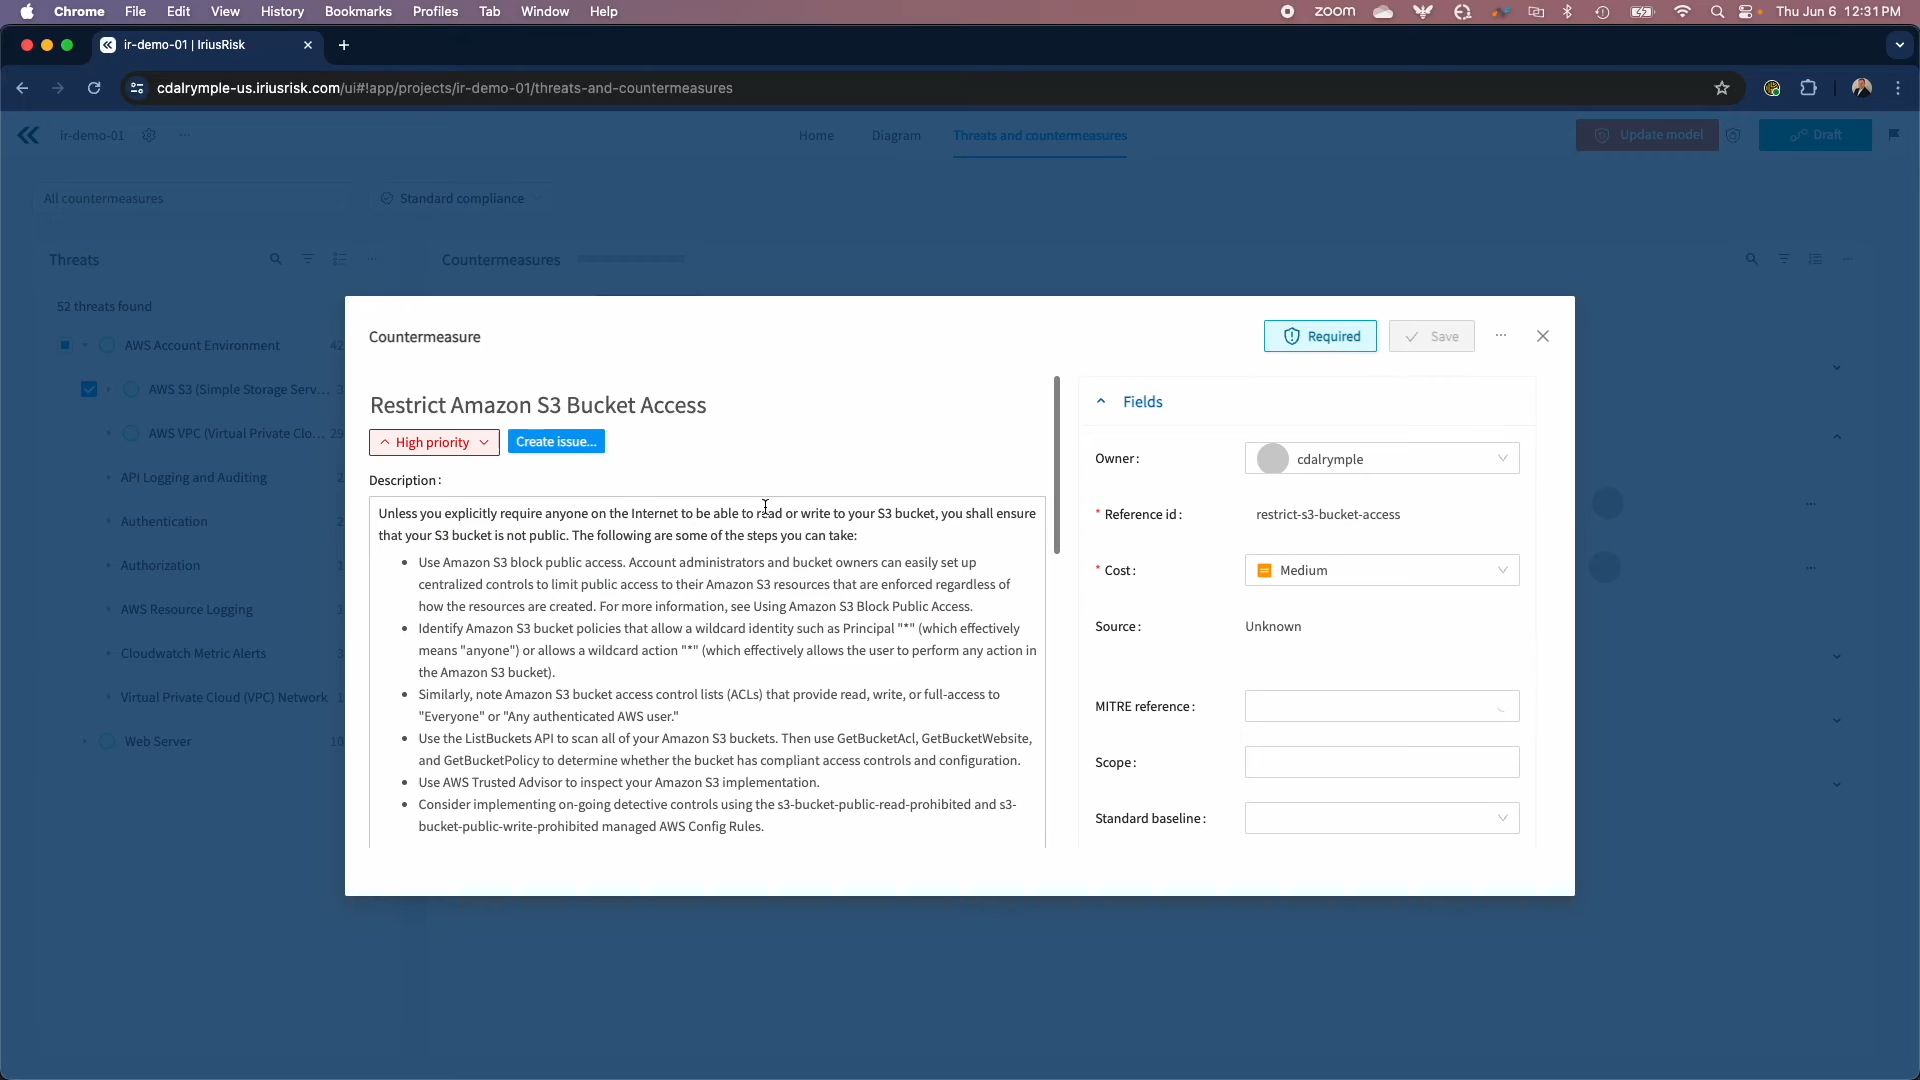 Chrome File Edit View History Bookmarks Profiles Tab Window Help zoom Thu Jun 6 12:31 PM
ir-demo-01 | IriusRisk
cdalrymple-us.iriusrisk.com/ui#!app/projects/ir-demo-01/threats-and-countermeasures
ir-demo-01 Home Diagram Threats and countermeasures Update model Draft
All countermeasures Standard compliance
Threats Countermeasures
52 threats found
AWS Account Environment 42
AWS S3 (Simple Storage Serv... 3
AWS VPC (Virtual Private Clo... 29
API Logging and Auditing 2
Authentication 2
Authorization 1
AWS Resource Logging 1
Cloudwatch Metric Alerts 3
Virtual Private Cloud (VPC) Network 1
Web Server 10
Countermeasure Required Save
Restrict Amazon S3 Bucket Access
High priority Create issue...
Description:
Unless you explicitly require anyone on the Internet to be able to read or write to your S3 bucket, you shall ensure
that your S3 bucket is not public. The following are some of the steps you can take:
• Use Amazon S3 block public access. Account administrators and bucket owners can easily set up
centralized controls to limit public access to their Amazon S3 resources that are enforced regardless of
how the resources are created. For more information, see Using Amazon S3 Block Public Access.
• Identify Amazon S3 bucket policies that allow a wildcard identity such as Principal "*" (which effectively
means "anyone") or allows a wildcard action "*" (which effectively allows the user to perform any action in
the Amazon S3 bucket).
• Similarly, note Amazon S3 bucket access control lists (ACLs) that provide read, write, or full-access to
"Everyone" or "Any authenticated AWS user."
• Use the ListBuckets API to scan all of your Amazon S3 buckets. Then use GetBucketAcl, GetBucketWebsite,
and GetBucketPolicy to determine whether the bucket has compliant access controls and configuration.
• Use AWS Trusted Advisor to inspect your Amazon S3 implementation.
• Consider implementing on-going detective controls using the s3-bucket-public-read-prohibited and s3-
bucket-public-write-prohibited managed AWS Config Rules.
Fields
Owner: cdalrymple
* Reference id: restrict-s3-bucket-access
* Cost: Medium
Source: Unknown
MITRE reference:
Scope:
Standard baseline: